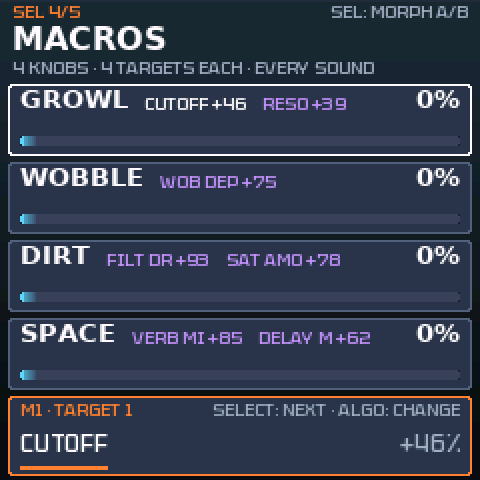 SEL 4/5 SEL: MORPH A/B
MACROS
4 KNOBS · 4 TARGETS EACH · EVERY SOUND
GROWL CUTOFF+46 RESO+39 0%
WOBBLE WOB DEP+75 0%
DIRT FILT DR+93 SAT AMO+78 0%
SPACE VERB MI+85 DELAY M+62 0%
M1 · TARGET 1 SELECT: NEXT · ALGO: CHANGE
CUTOFF +46%